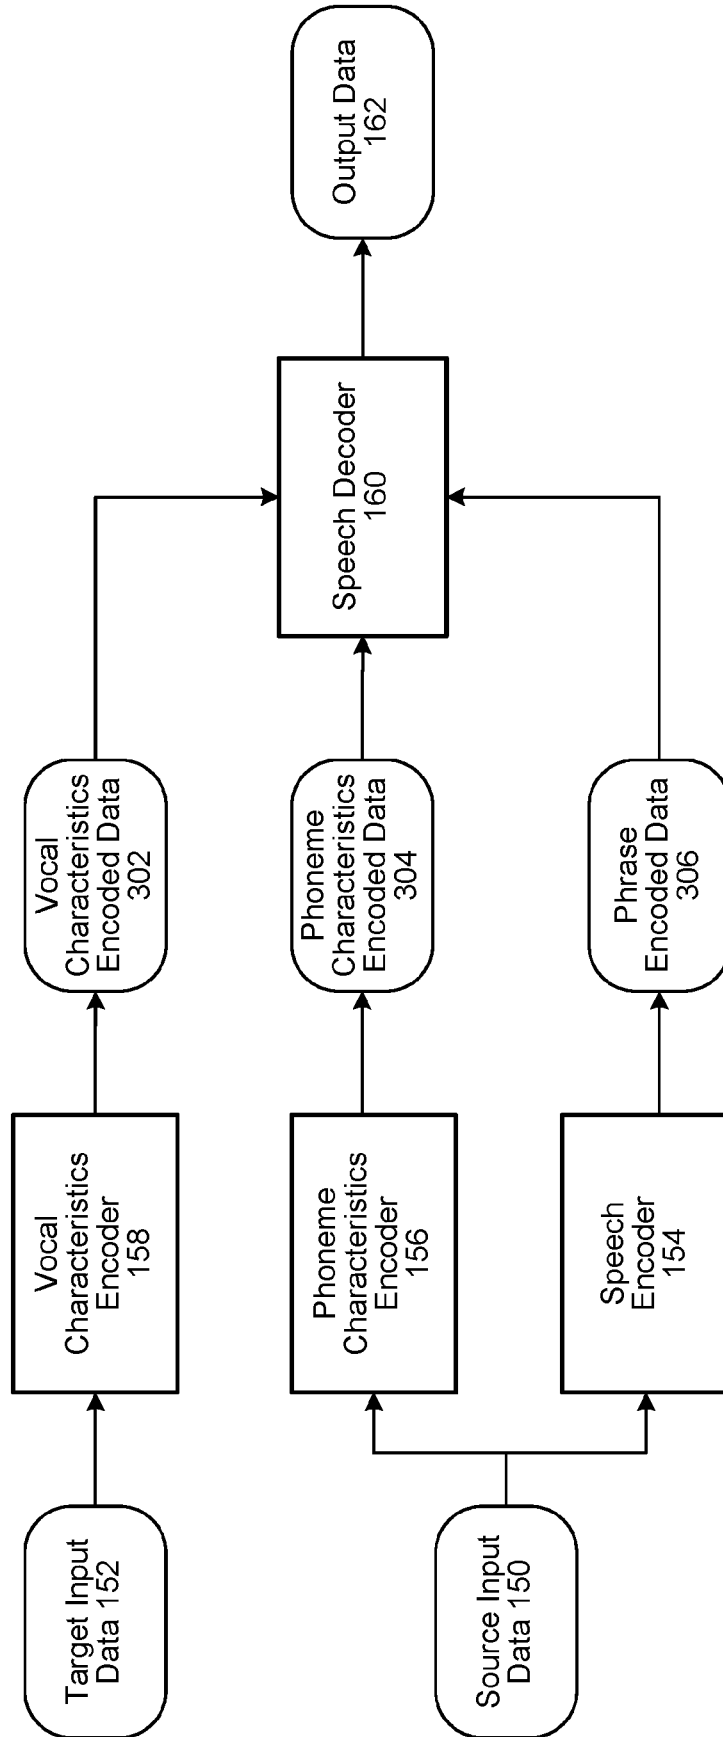 Target Input
Data 152
Vocal
Characteristics
Encoder
158
Vocal
Characteristics
Encoded Data
302
Source Input
Data 150
Phoneme
Characteristics
Encoder
156
Phoneme
Characteristics
Encoded Data
304
Speech
Encoder
154
Phrase
Encoded Data
306
Speech Decoder
160
Output Data
162